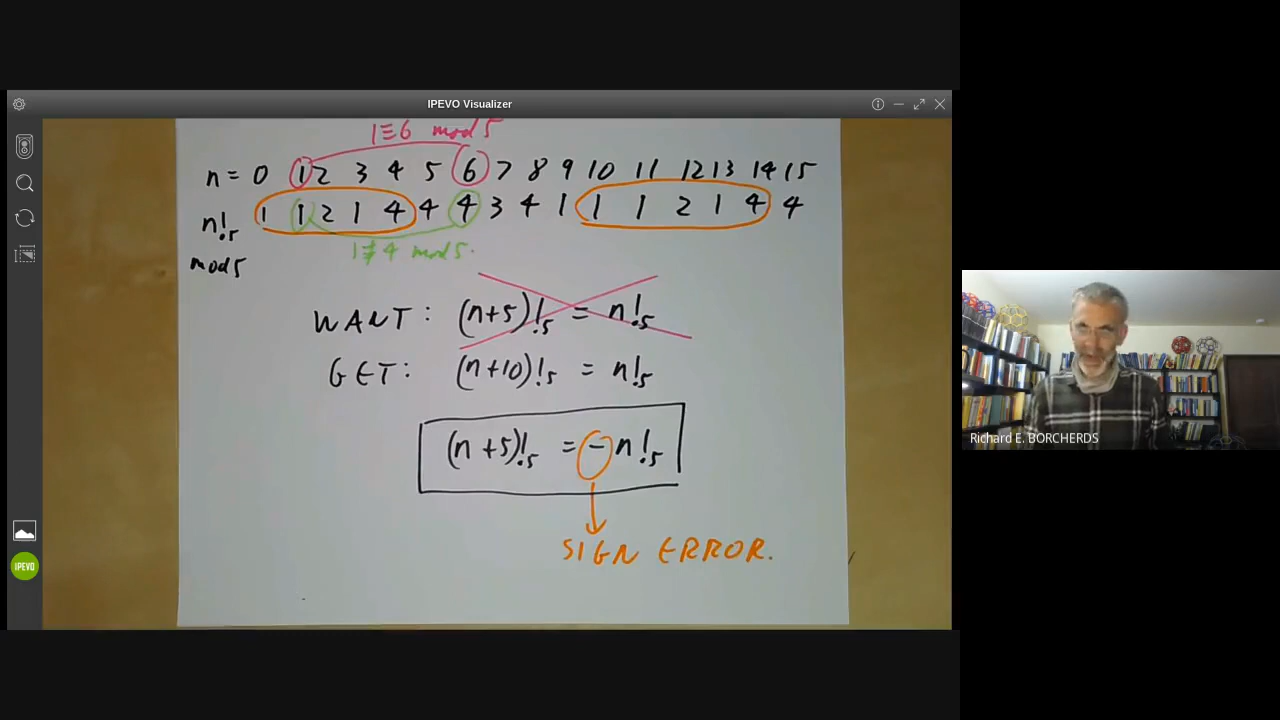 IPEVO Visualizer
1≡6 mod 5
n = 0 1 2 3 4 5 6 7 8 9 10 11 12 13 14 15
n!.5 1 1 2 1 4 4 4 3 4 1 1 1 2 1 4 4
mod 5
1≢4 mod 5.
WANT: (n+5)!.5 = n!.5
GET: (n+10)!.5 = n!.5
(n+5)!.5 = - n!.5
SIGN ERROR.
IPEVO
Richard E. BORCHERDS